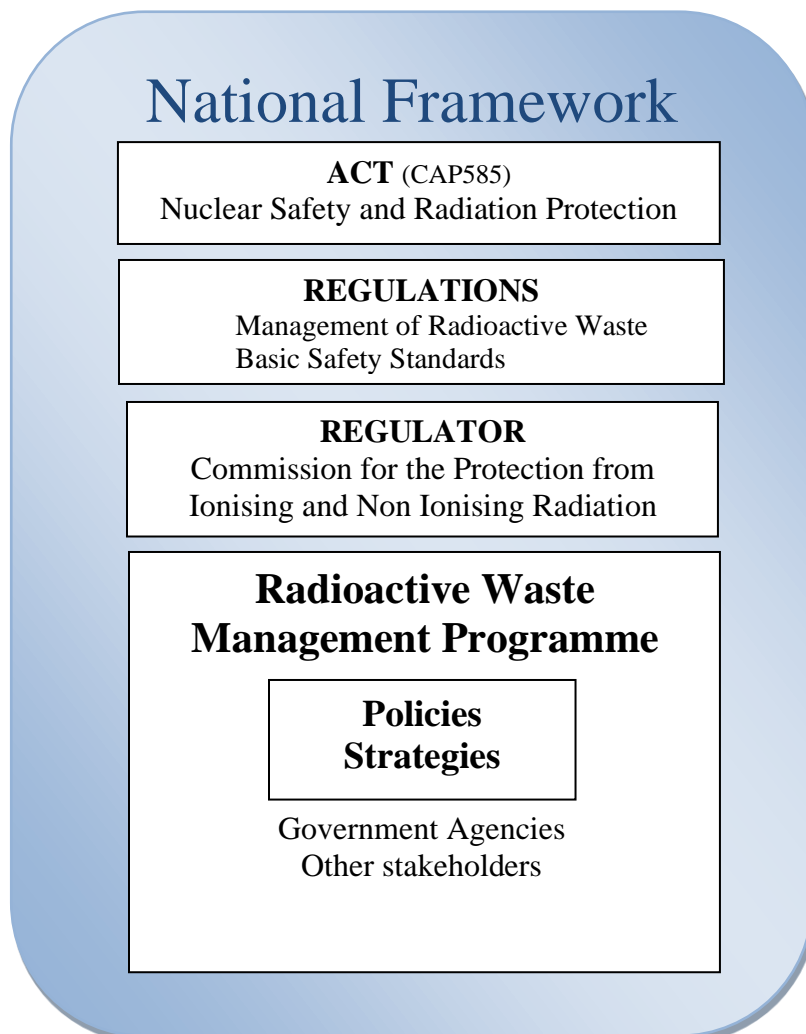 National Framework
ACT (CAP585)
Nuclear Safety and Radiation Protection
REGULATIONS
Management of Radioactive Waste
Basic Safety Standards
REGULATOR
Commission for the Protection from
Ionising and Non Ionising Radiation
Radioactive Waste
Management Programme
Policies
Strategies
Government Agencies
Other stakeholders